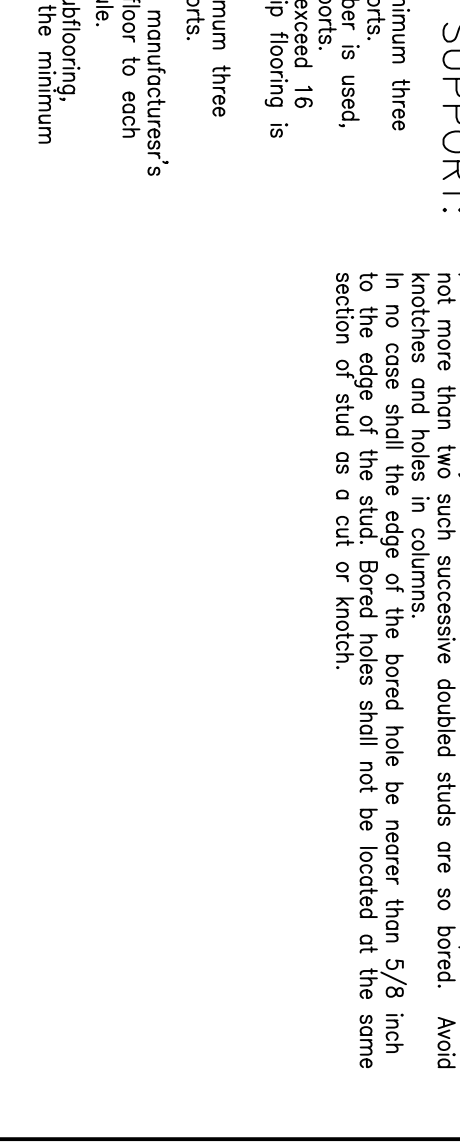 SUPPORT:
nimum three
orts.
ber is used,
ports.
exceed 16
ip flooring is
mum three
orts.
manufacturesr's
floor to each
ule.
ubflooring,
the minimum
not more than two such successive doubled studs are so bored. Avoid
knotches and holes in columns.
In no case shall the edge of the bored hole be nearer than 5/8 inch
to the edge of the stud. Bored holes shall not be located at the same
section of stud as a cut or knotch.